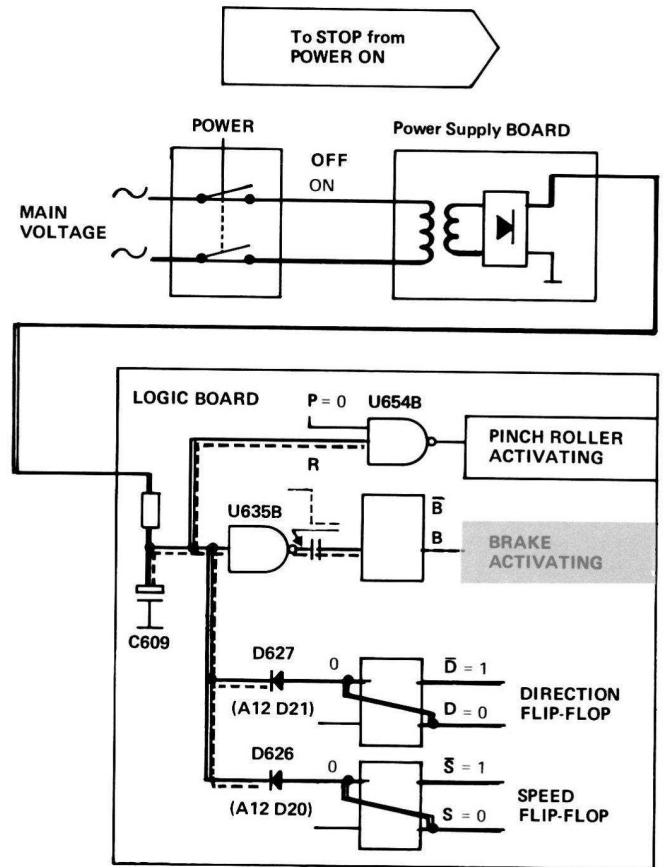 To STOP from
POWER ON
POWER
Power Supply BOARD
OFF
ON
MAIN
VOLTAGE
LOGIC BOARD
P = 0
U654B
PINCH ROLLER
ACTIVATING
R
U635B
B̅
B
BRAKE
ACTIVATING
C609
D627
0
D̅ = 1
DIRECTION
FLIP-FLOP
(A12 D21)
D = 0
D626
0
S̅ = 1
SPEED
FLIP-FLOP
(A12 D20)
S = 0